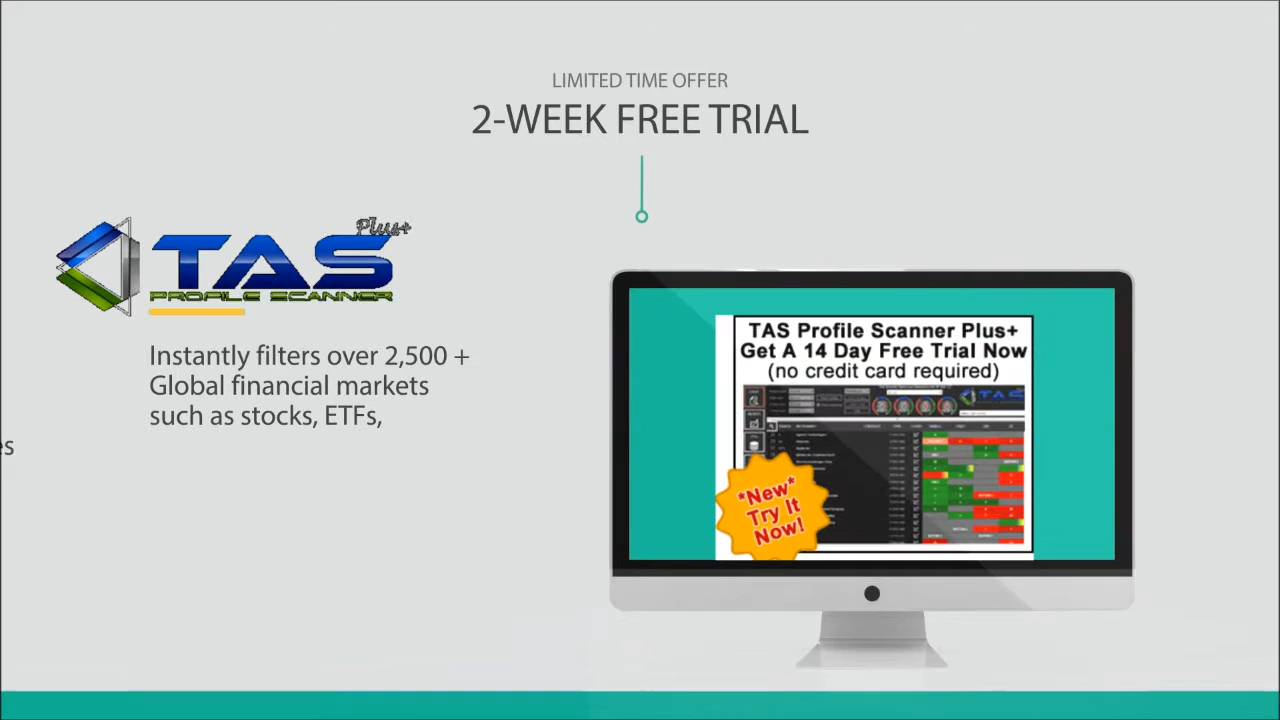 LIMITED TIME OFFER
2-WEEK FREE TRIAL
Plus+
TAS
PROFILE SCANNER
Instantly filters over 2,500 +
Global financial markets
such as stocks, ETFs,
es
TAS Profile Scanner Plus+
Get A 14 Day Free Trial Now
(no credit card required)
TAS
*New*
Try It
Now!